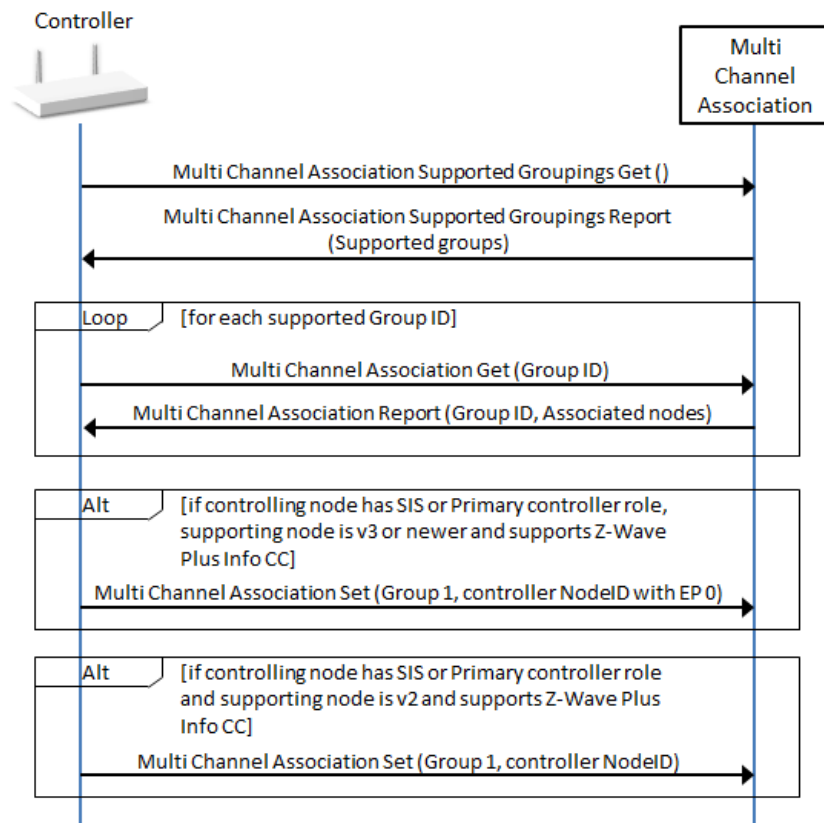 Controller
Multi
Channel
Association
Multi Channel Association Supported Groupings Get ()
Multi Channel Association Supported Groupings Report
(Supported groups)
Loop
[for each supported Group ID]
Multi Channel Association Get (Group ID)
Multi Channel Association Report (Group ID, Associated nodes)
Alt
[if controlling node has SIS or Primary controller role,
supporting node is v3 or newer and supports Z-Wave
Plus Info CC]
Multi Channel Association Set (Group 1, controller NodeID with EP 0)
Alt
[if controlling node has SIS or Primary controller role
and supporting node is v2 and supports Z-Wave Plus
Info CC]
Multi Channel Association Set (Group 1, controller NodeID)